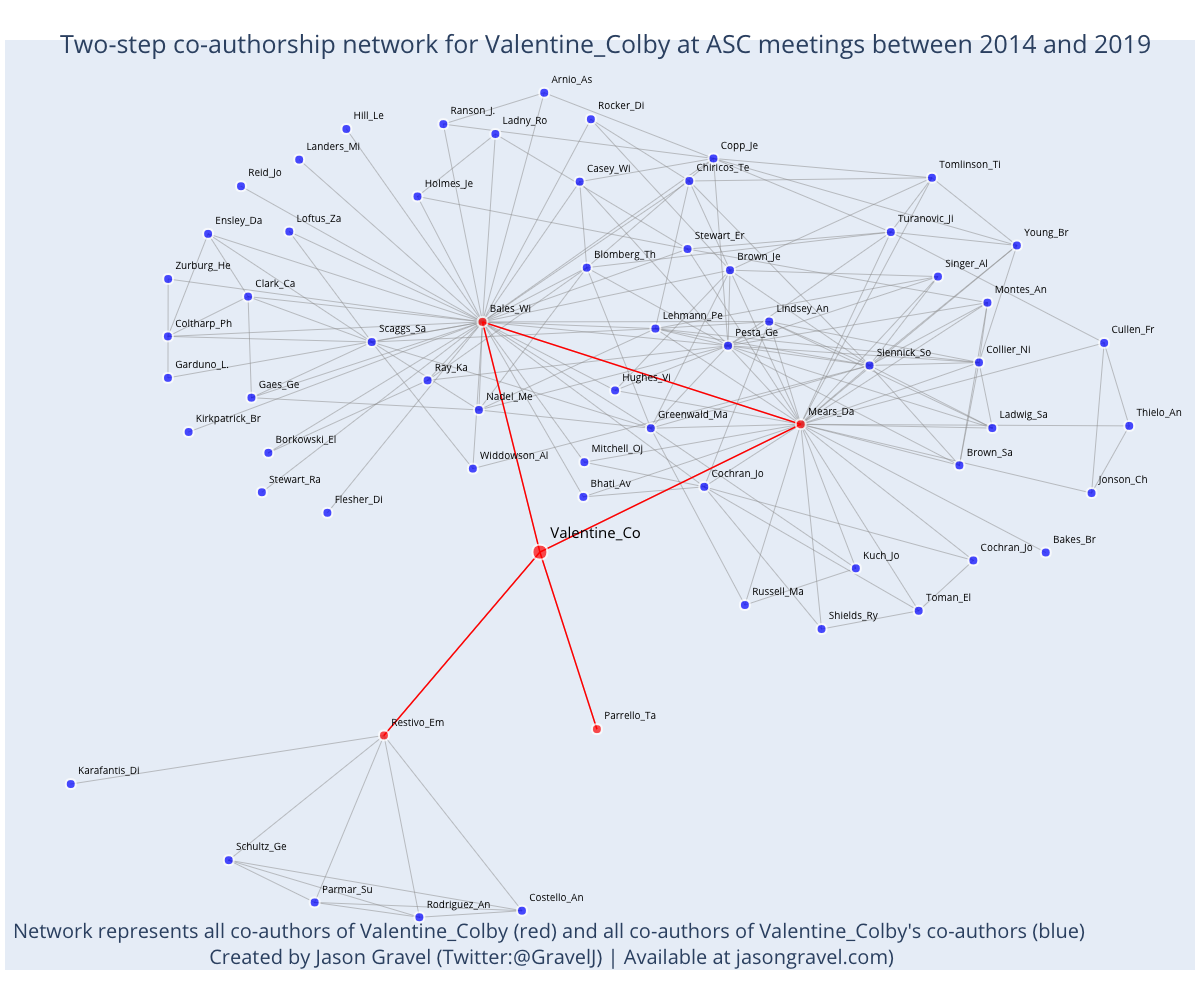 Two-step co-authorship network for Valentine_Colby at ASC meetings between 2014 and 2019
Arnio_As
Rocker_Di
Hill_Le
Ranson_J.
Ladny_Ro
Landers_Mi
Copp_Je
Chiricos_Te
Tomlinson_Ti
Reid_Jo
Casey_Wi
Holmes_Je
Ensley_Da
Loftus_Za
Turanovic_Ji
Stewart_Er
Young_Br
Blomberg_Th
Brown_Je
Zurburg_He
Singer_Al
Clark_Ca
Montes_An
Bales_Wi
Lehmann_Pe
Lindsey_An
Coltharp_Ph
Scaggs_Sa
Pesta_Ge
Cullen_Fr
Siennick_So
Collier_Ni
Garduno_L.
Ray_Ka
Gaes_Ge
Hughes_Vi
Nadel_Me
Kirkpatrick_Br
Greenwald_Ma
Mears_Da
Ladwig_Sa
Thielo_An
Borkowski_El
Widdowson_Al
Mitchell_Oj
Brown_Sa
Stewart_Ra
Bhati_Av
Cochran_Jo
Jonson_Ch
Flesher_Di
Valentine_Co
Kuch_Jo
Cochran_Jo
Bakes_Br
Russell_Ma
Shields_Ry
Toman_El
Restivo_Em
Parrello_Ta
Karafantis_Di
Schultz_Ge
Parmar_Su
Rodriguez_An
Costello_An
Network represents all co-authors of Valentine_Colby (red) and all co-authors of Valentine_Colby's co-authors (blue)
Created by Jason Gravel (Twitter:@GravelJ) | Available at jasongravel.com)